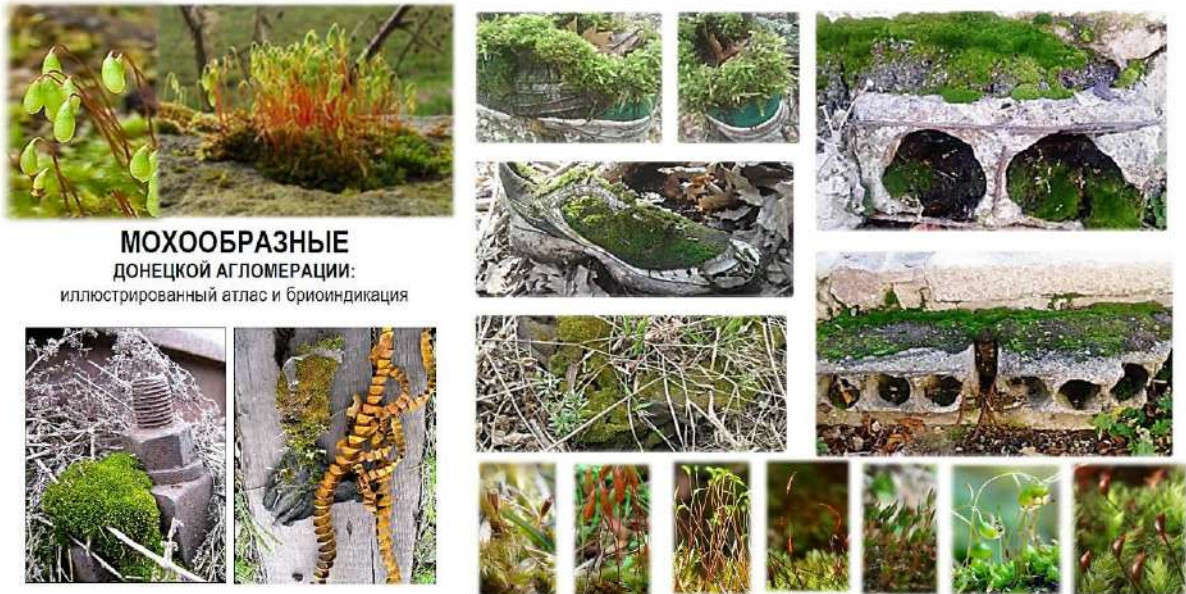 МОХООБРАЗНЫЕ
ДОНЕЦКОЙ АГЛОМЕРАЦИИ:
иллюстрированный атлас и бриоиндикация